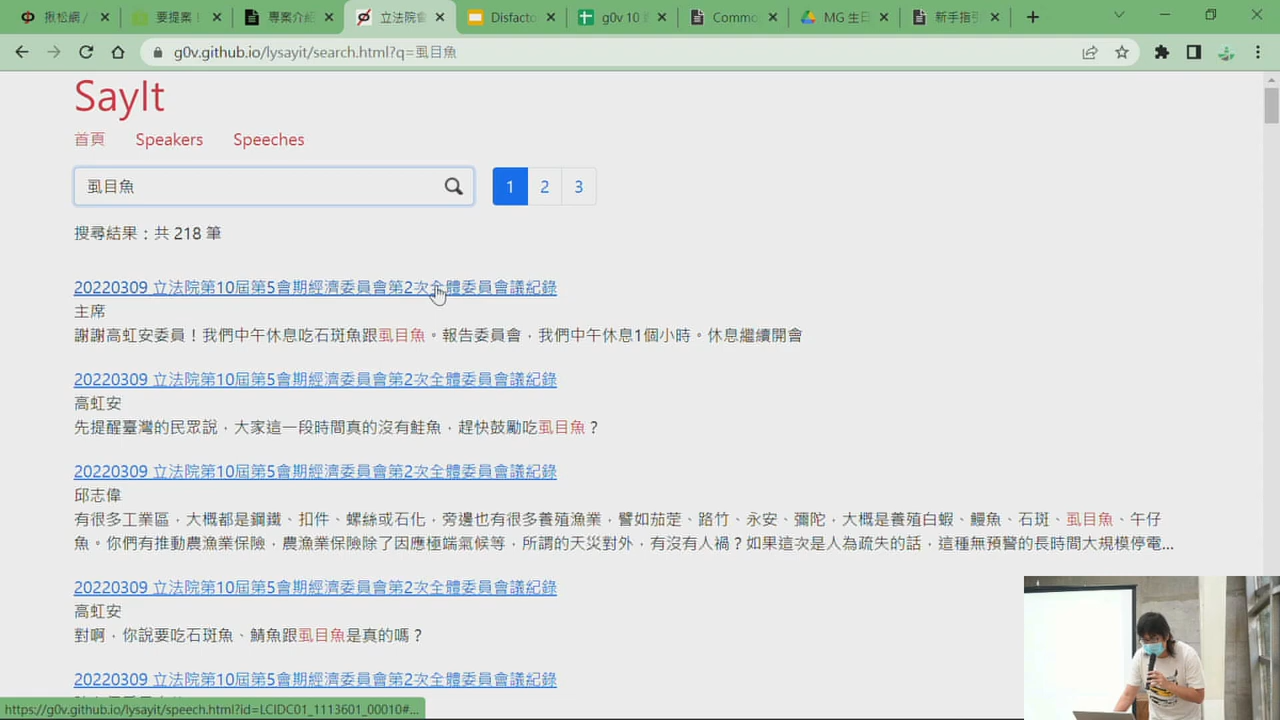 揪松網 /
要提案！
專案介紹
立法院會
Disfacto
g0v 10
Commo
MG 生日
新手指引
g0v.github.io/lysayit/search.html?q=虱目魚
SayIt
首頁 Speakers Speeches
虱目魚 1 2 3
搜尋結果：共 218 筆
20220309 立法院第10屆第5會期經濟委員會第2次全體委員會議紀錄
主席
謝謝高虹安委員！我們中午休息吃石斑魚跟虱目魚。報告委員會，我們中午休息1個小時。休息繼續開會
20220309 立法院第10屆第5會期經濟委員會第2次全體委員會議紀錄
高虹安
先提醒臺灣的民眾說，大家這一段時間真的沒有鮭魚，趕快鼓勵吃虱目魚？
20220309 立法院第10屆第5會期經濟委員會第2次全體委員會議紀錄
邱志偉
有很多工業區，大概都是鋼鐵、扣件、螺絲或石化，旁邊也有很多養殖漁業，譬如茄萣、路竹、永安、彌陀，大概是養殖白蝦、鰻魚、石斑、虱目魚、午仔
魚。你們有推動農漁業保險，農漁業保險除了因應極端氣候等，所謂的天災對外，有沒有人禍？如果這次是人為疏失的話，這種無預警的長時間大規模停電...
20220309 立法院第10屆第5會期經濟委員會第2次全體委員會議紀錄
高虹安
對啊，你說要吃石斑魚、鯖魚跟虱目魚是真的嗎？
20220309 立法院第10屆第5會期經濟委員會第2次全體委員會議紀錄
https://g0v.github.io/lysayit/speech.html?id=LCIDC01_1113601_00010#...